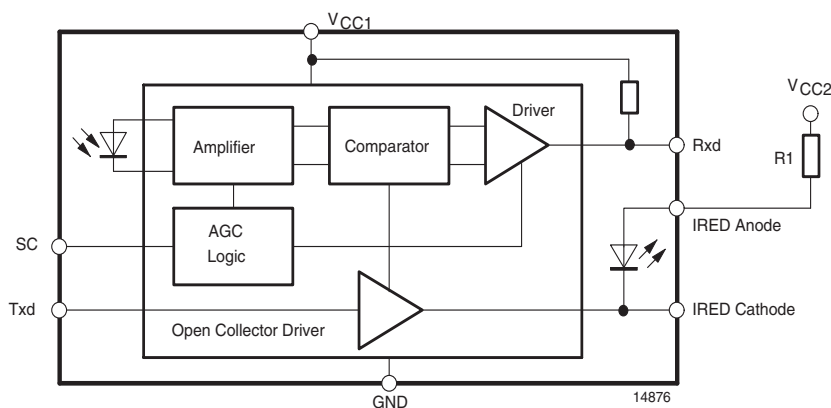 VCC1
VCC2
Driver
Amplifier
Comparator
Rxd
R1
AGC
Logic
SC
IRED Anode
Txd
Open Collector Driver
IRED Cathode
GND
14876